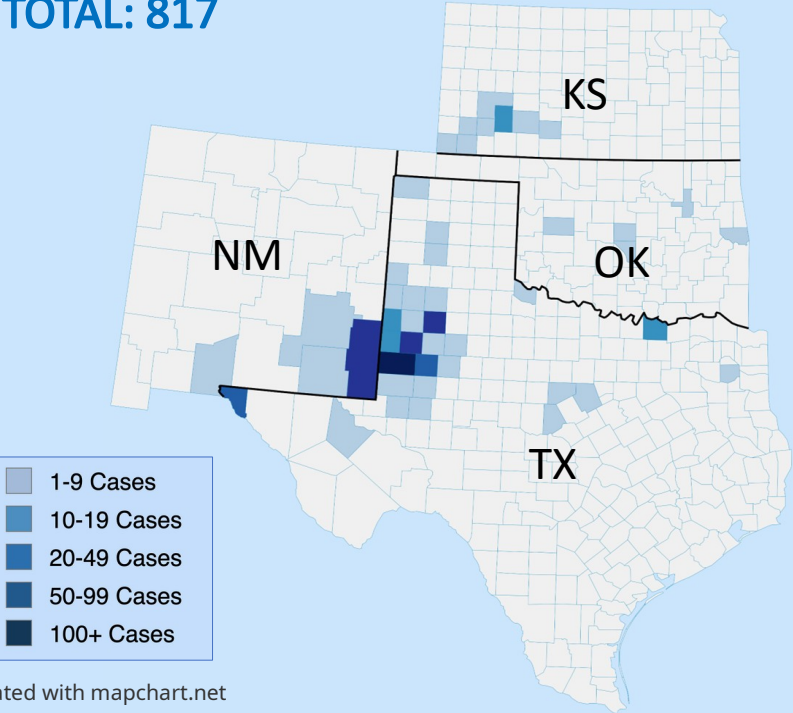 TOTAL: 817
KS
NM
OK
TX
1-9 Cases
10-19 Cases
20-49 Cases
50-99 Cases
100+ Cases
ated with mapchart.net